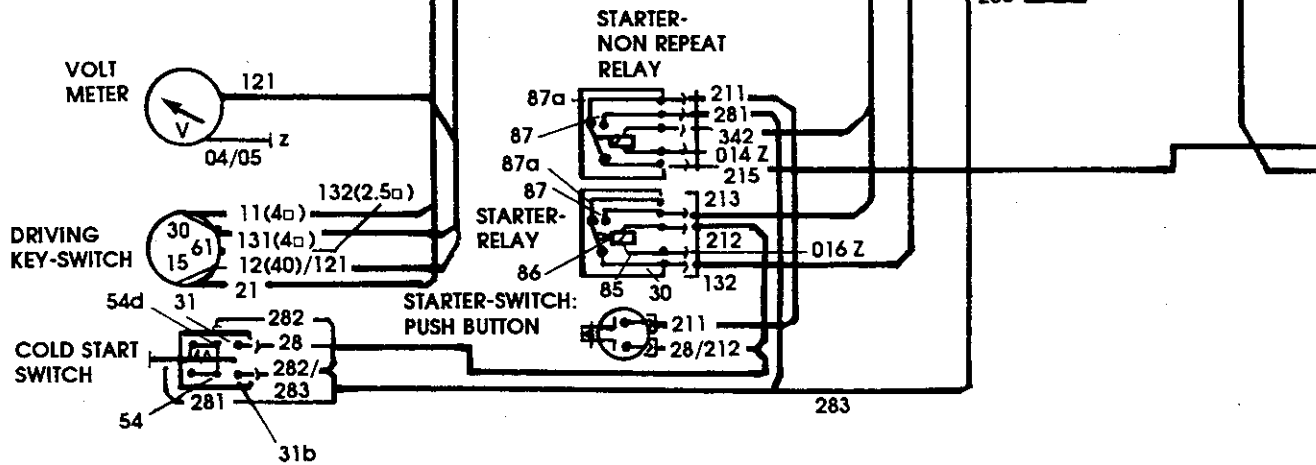 STARTER-
NON REPEAT
RELAY
VOLT
METER
121
V
Z
04/05
87a
87
211
281
342
014 Z
215
87a
87
STARTER-
RELAY
86
85
30
213
212
016 Z
132
132(2.5□)
DRIVING
KEY-SWITCH
30
61
15
11(4□)
131(4□)
12(40)/121
21
STARTER-SWITCH:
PUSH BUTTON
211
28/212
54d
31
282
28
COLD START
SWITCH
282/
283
281
54
31b
283